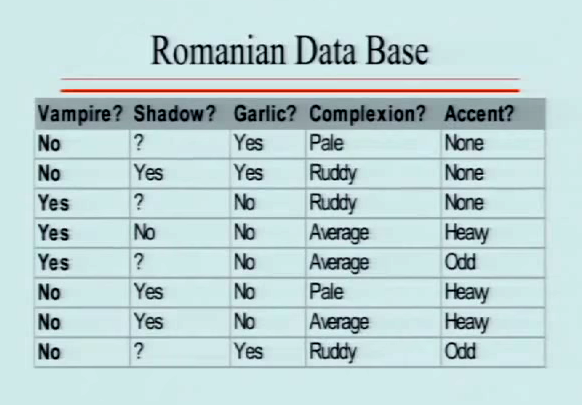 Romanian Data Base
Vampire? Shadow? Garlic? Complexion? Accent?
No ? Yes Pale None
No Yes Yes Ruddy None
Yes ? No Ruddy None
Yes No No Average Heavy
Yes ? No Average Odd
No Yes No Pale Heavy
No Yes No Average Heavy
No ? Yes Ruddy Odd